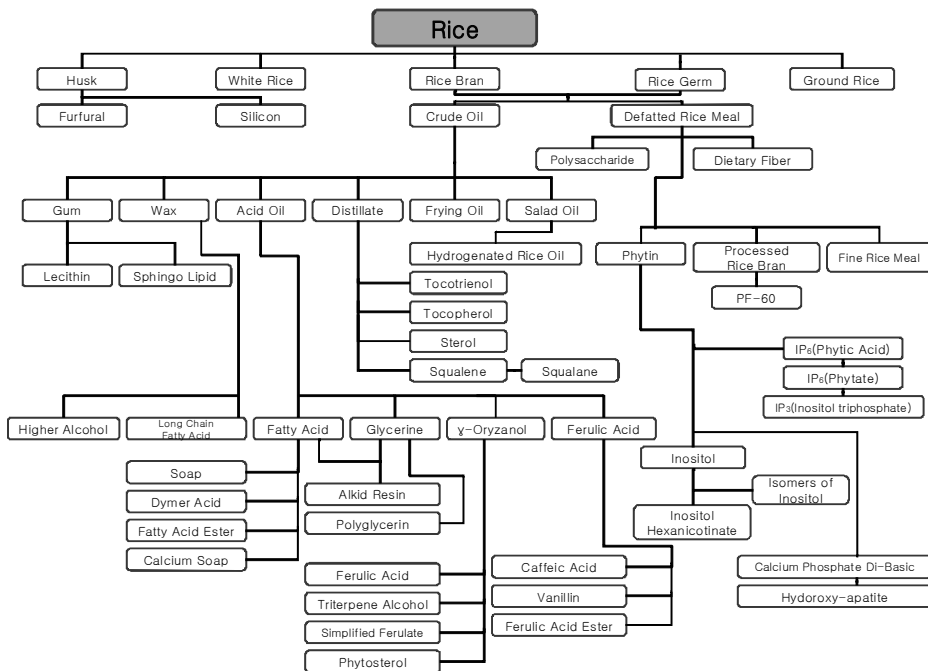 Rice
Husk
White Rice
Rice Bran
Rice Germ
Ground Rice
Furfural
Silicon
Crude Oil
Defatted Rice Meal
Polysaccharide
Dietary Fiber
Gum
Wax
Acid Oil
Distillate
Frying Oil
Salad Oil
Hydrogenated Rice Oil
Phytin
Processed
Rice Bran
Fine Rice Meal
Lecithin
Sphingo Lipid
Tocotrienol
PF-60
Tocopherol
Sterol
IP₆(Phytic Acid)
Squalene
Squalane
IP₆(Phytate)
IP₃(Inositol triphosphate)
Higher Alcohol
Long Chain
Fatty Acid
Fatty Acid
Glycerine
ɣ-Oryzanol
Ferulic Acid
Inositol
Soap
Alkid Resin
Isomers of
Inositol
Dymer Acid
Polyglycerin
Inositol
Hexanicotinate
Fatty Acid Ester
Calcium Soap
Ferulic Acid
Caffeic Acid
Calcium Phosphate Di-Basic
Triterpene Alcohol
Vanillin
Hydoroxy-apatite
Simplified Ferulate
Ferulic Acid Ester
Phytosterol